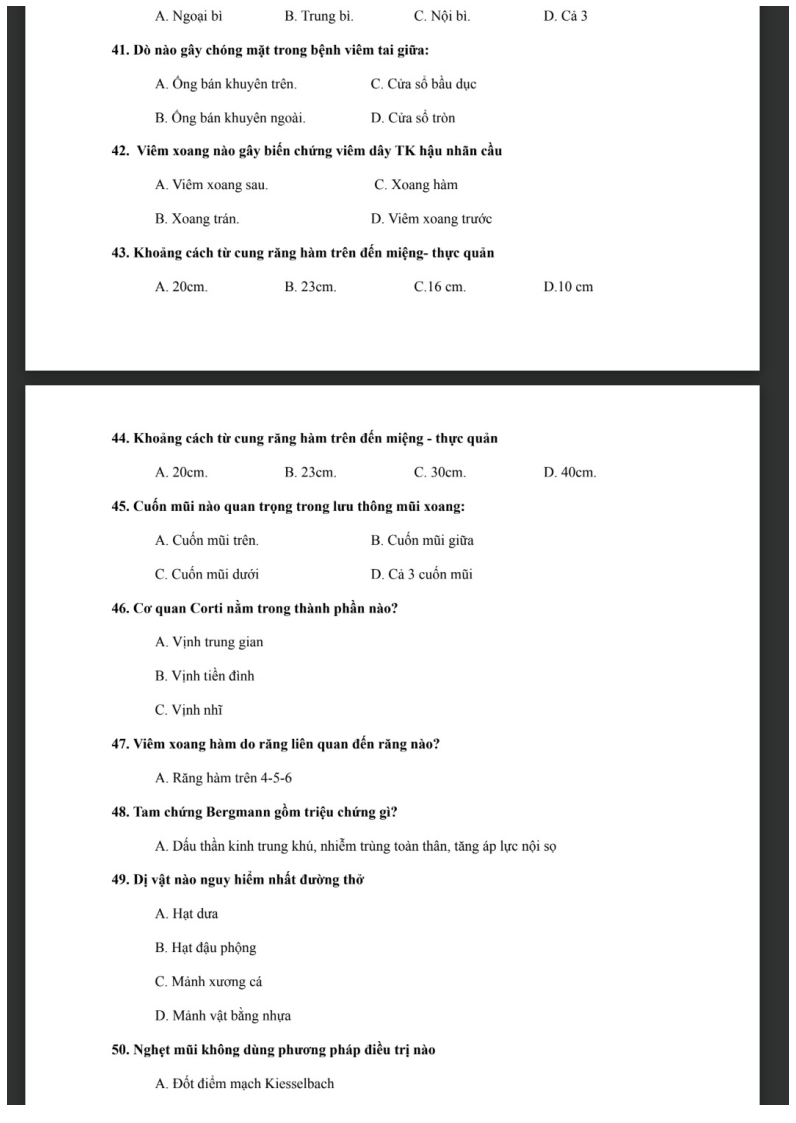 A. Ngoại bì B. Trung bì. C. Nội bì. D. Cả 3
41. Dò nào gây chóng mặt trong bệnh viêm tai giữa:
A. Ống bán khuyên trên. C. Cửa sổ bầu dục
B. Ống bán khuyên ngoài. D. Cửa sổ tròn
42. Viêm xoang nào gây biến chứng viêm dây TK hậu nhãn cầu
A. Viêm xoang sau. C. Xoang hàm
B. Xoang trán. D. Viêm xoang trước
43. Khoảng cách từ cung răng hàm trên đến miệng- thực quản
A. 20cm. B. 23cm. C.16 cm. D.10 cm
44. Khoảng cách từ cung răng hàm trên đến miệng - thực quản
A. 20cm. B. 23cm. C. 30cm. D. 40cm.
45. Cuốn mũi nào quan trọng trong lưu thông mũi xoang:
A. Cuốn mũi trên. B. Cuốn mũi giữa
C. Cuốn mũi dưới D. Cả 3 cuốn mũi
46. Cơ quan Corti nằm trong thành phần nào?
A. Vịnh trung gian
B. Vịnh tiền đình
C. Vịnh nhĩ
47. Viêm xoang hàm do răng liên quan đến răng nào?
A. Răng hàm trên 4-5-6
48. Tam chứng Bergmann gồm triệu chứng gì?
A. Dấu thần kinh trung khú, nhiễm trùng toàn thân, tăng áp lực nội sọ
49. Dị vật nào nguy hiểm nhất đường thở
A. Hạt dưa
B. Hạt đậu phộng
C. Mảnh xương cá
D. Mảnh vật bằng nhựa
50. Nghẹt mũi không dùng phương pháp điều trị nào
A. Đốt điểm mạch Kiesselbach